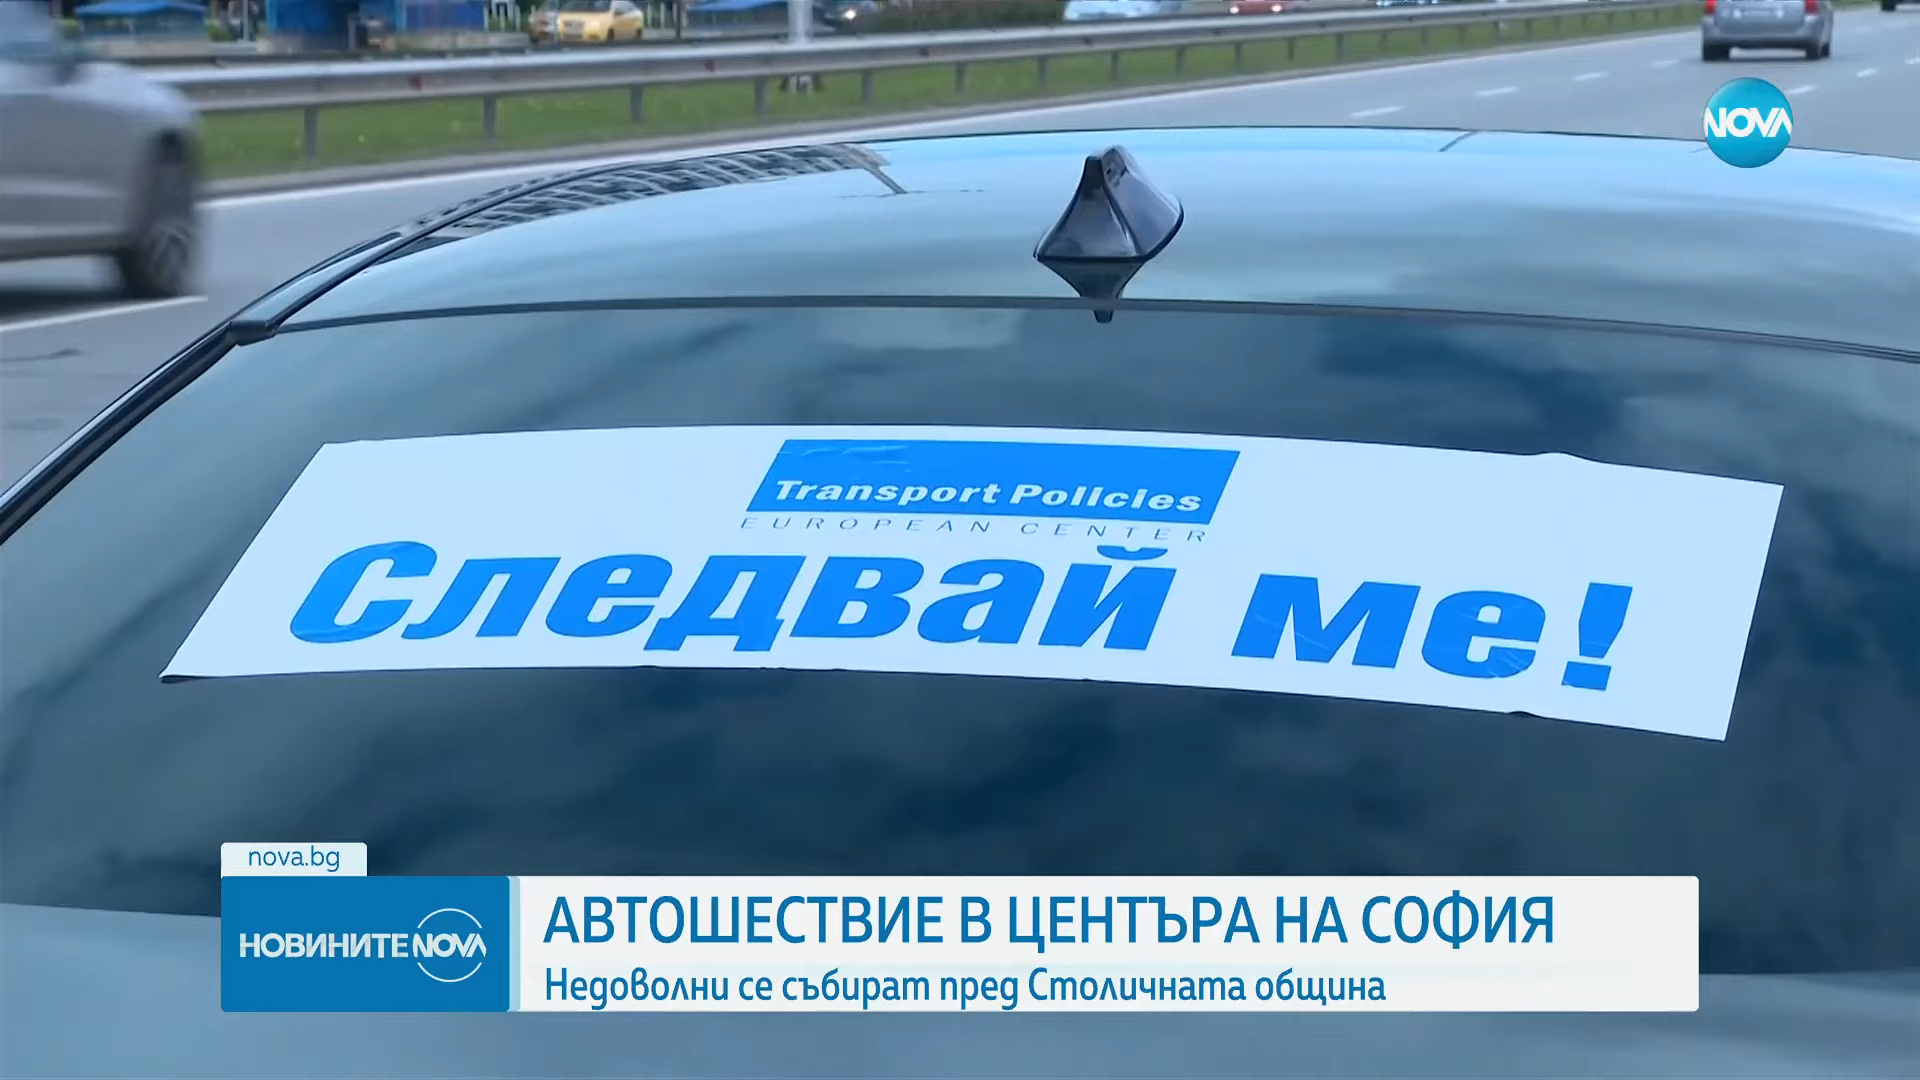 NOVA
Transport Policies
EUROPEAN CENTER
Следвай ме!
nova.bg
НОВИНИТЕ NOVA
АВТОШЕСТВИЕ В ЦЕНТЪРА НА СОФИЯ
Недоволни се събират пред Столичната община